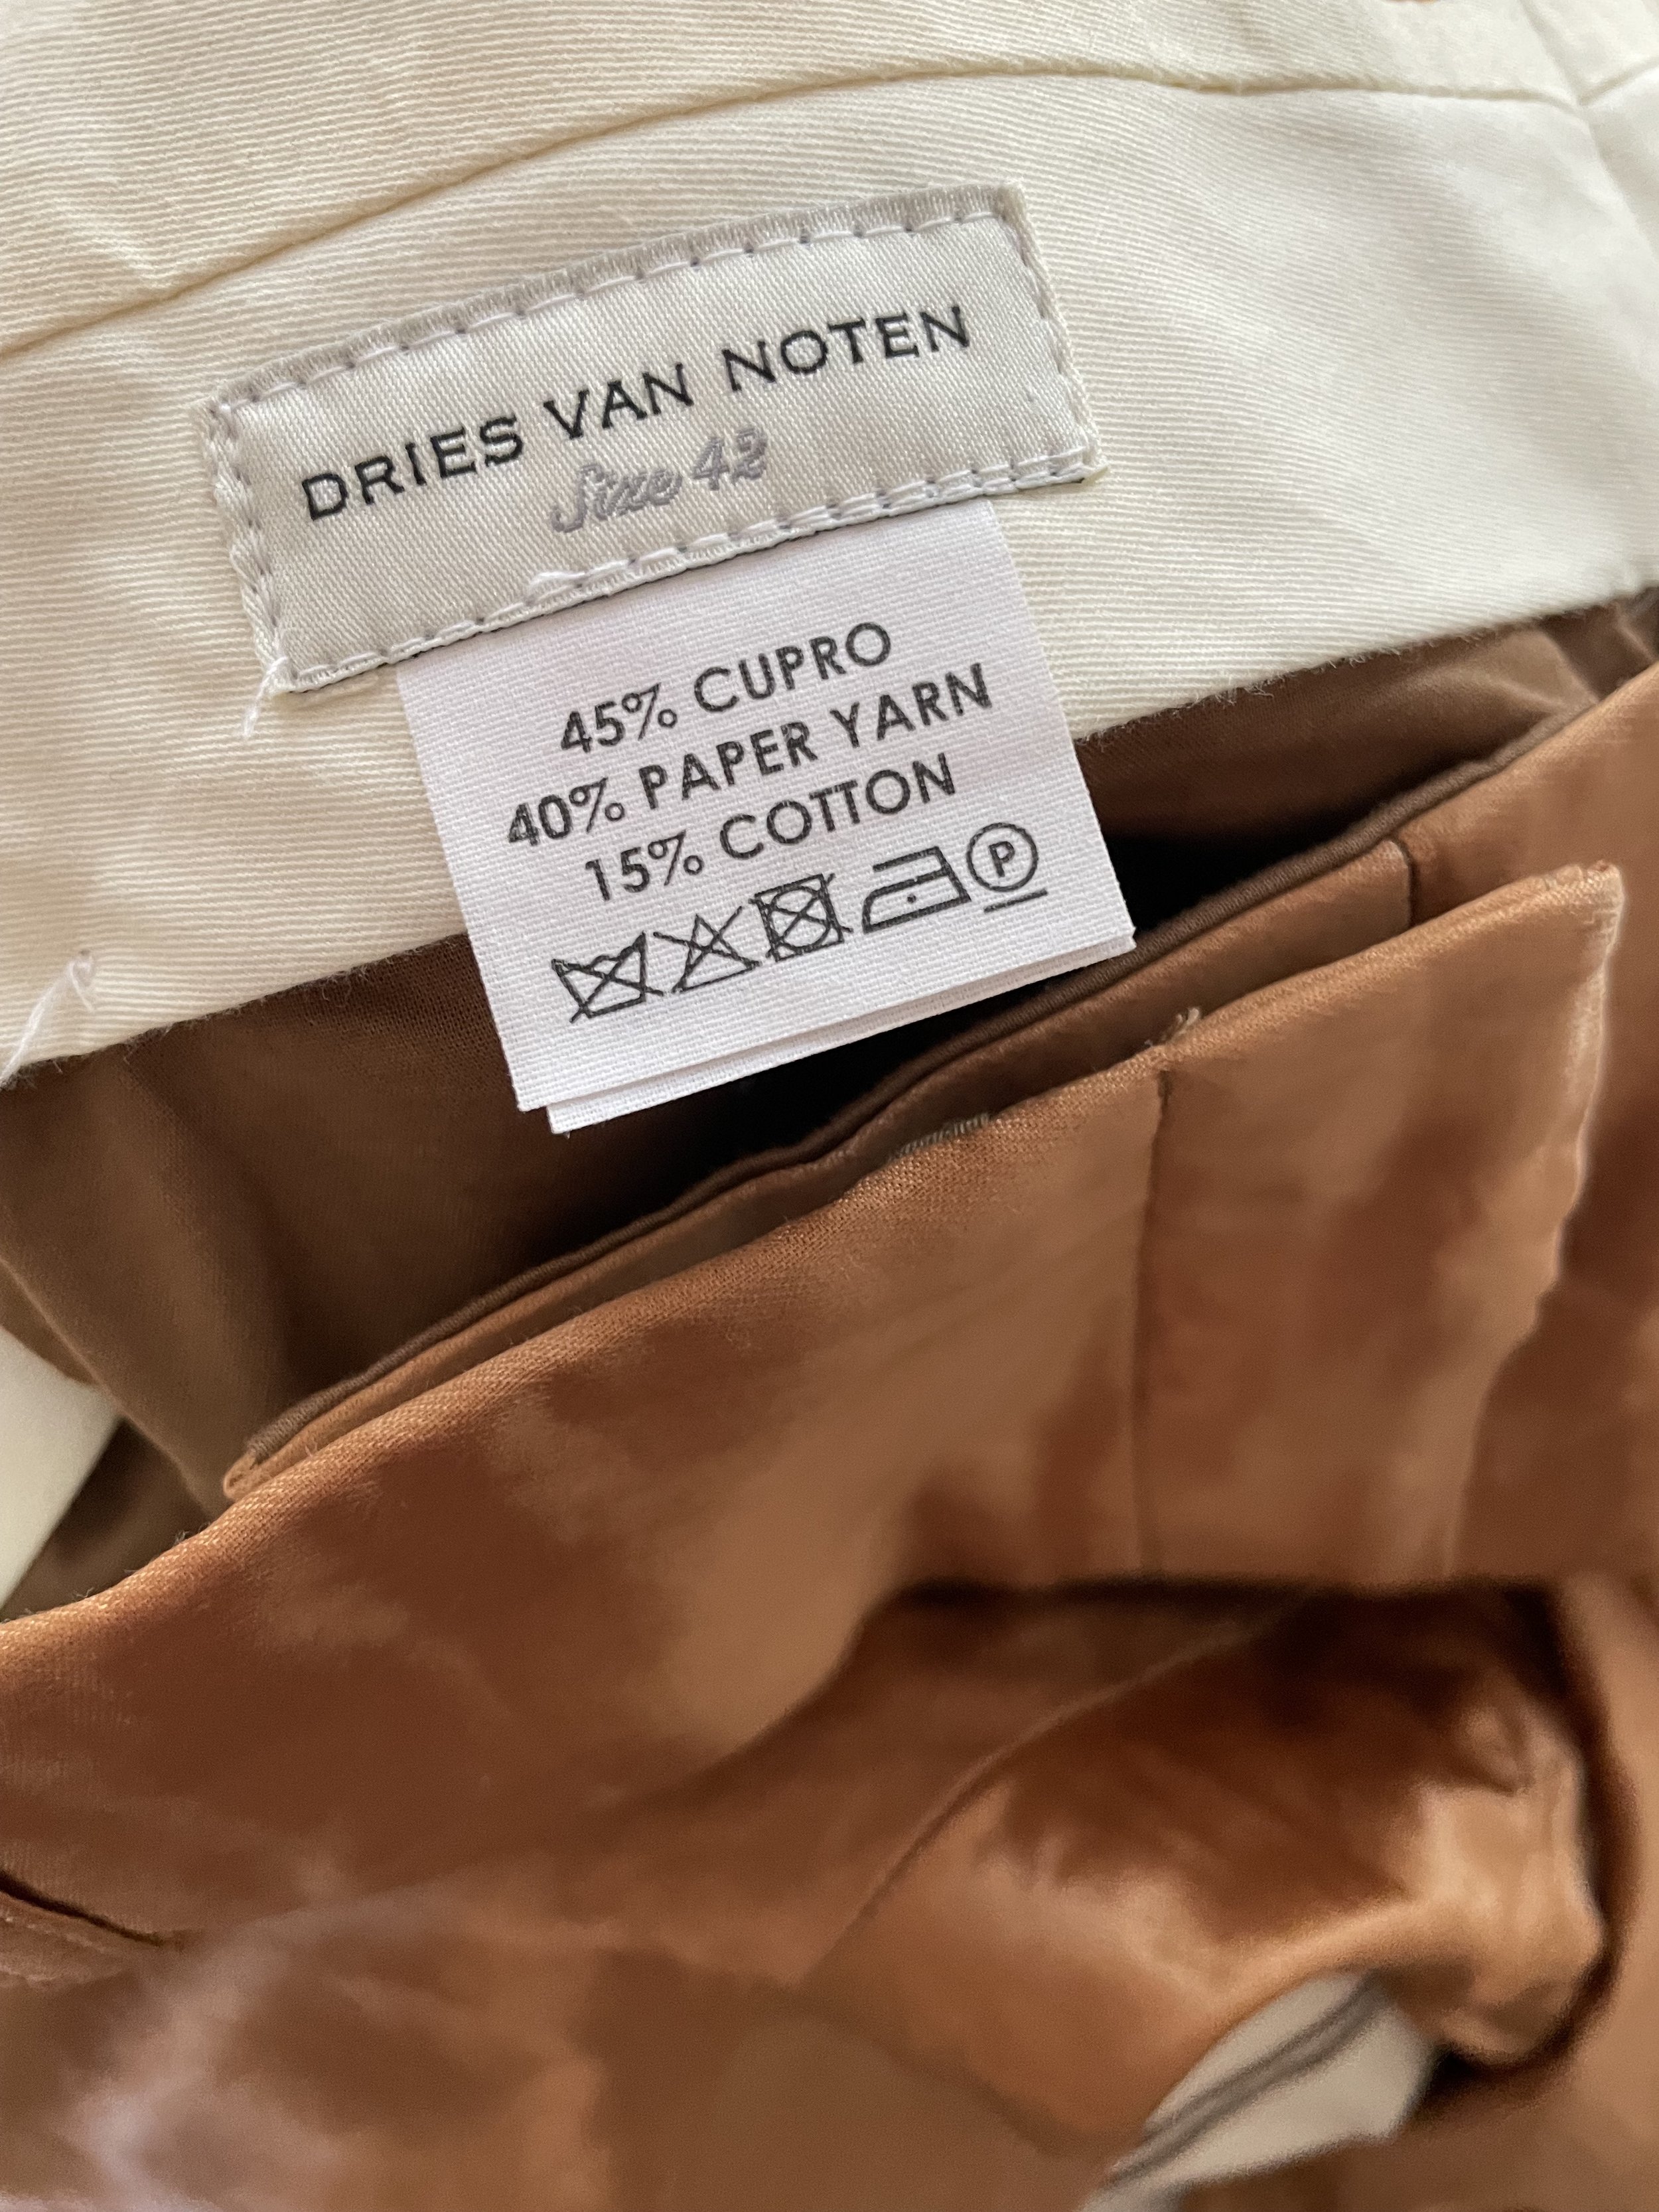 DRIES VAN NOTEN
Size 42
45% CUPRO
40% PAPER YARN
15% COTTON
P